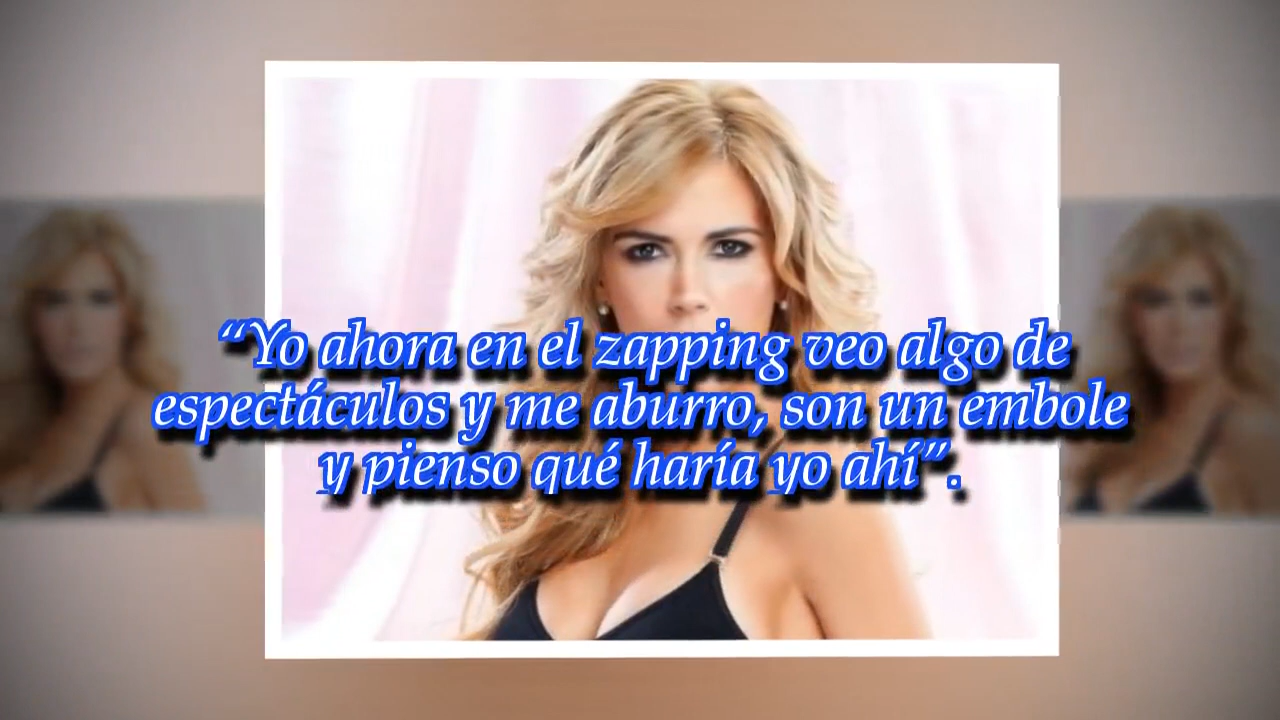 “Yo ahora en el zapping veo algo de
espectáculos y me aburro, son un embole
y pienso qué haría yo ahí”.